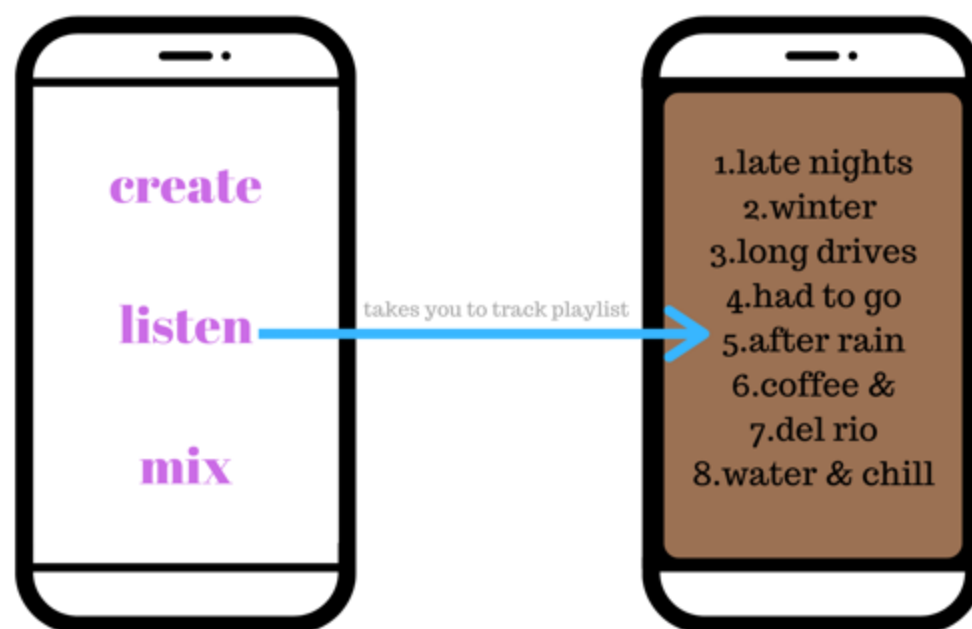 create
listen
mix
takes you to track playlist
1.late nights
2.winter
3.long drives
4.had to go
5.after rain
6.coffee &
7.del rio
8.water & chill